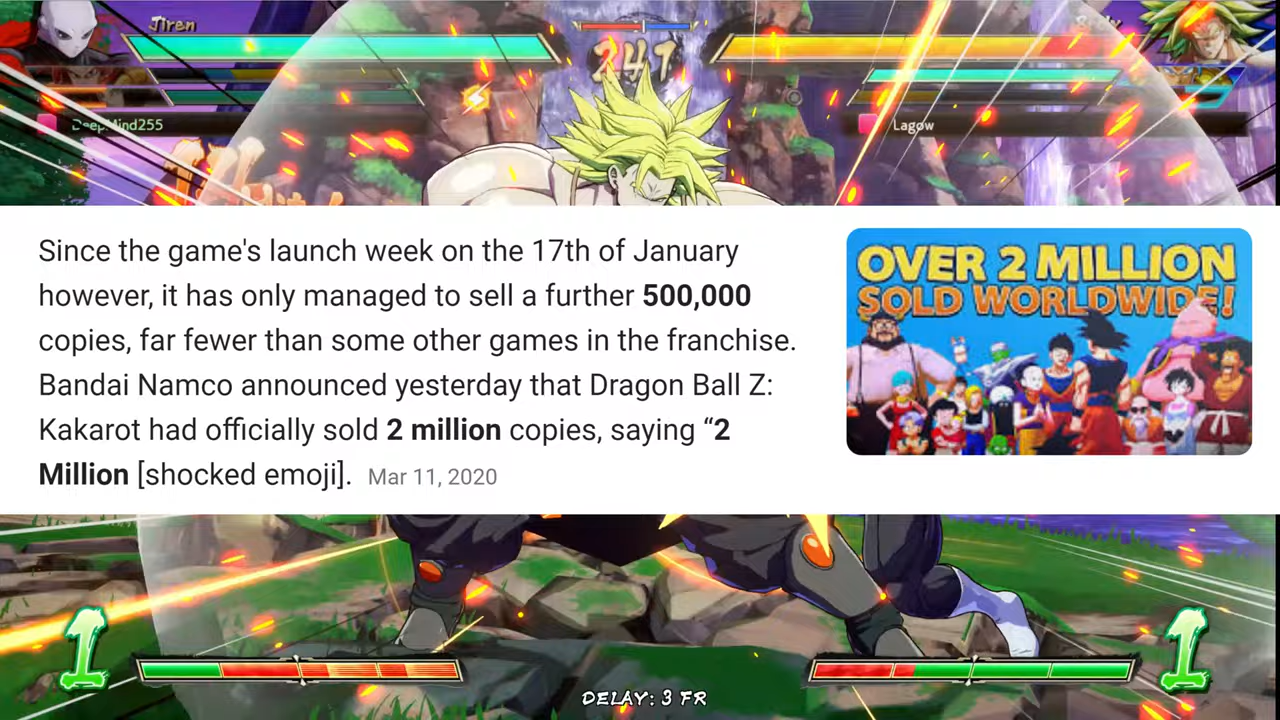 Jiren
247
DeepMind255
Lagow
Since the game's launch week on the 17th of January
however, it has only managed to sell a further 500,000
copies, far fewer than some other games in the franchise.
Bandai Namco announced yesterday that Dragon Ball Z:
Kakarot had officially sold 2 million copies, saying “2
Million [shocked emoji]. Mar 11, 2020
OVER 2 MILLION
SOLD WORLDWIDE!
1
1
DELAY: 3 FR